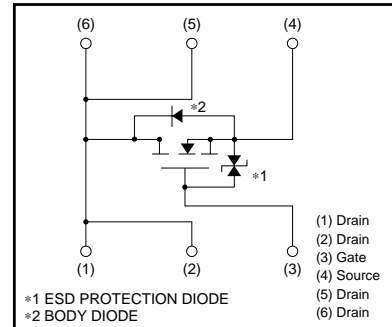 (6) (5) (4)
∗2
∗1
(1) (2) (3)
(1) Drain
(2) Drain
(3) Gate
(4) Source
(5) Drain
(6) Drain
∗1 ESD PROTECTION DIODE
∗2 BODY DIODE